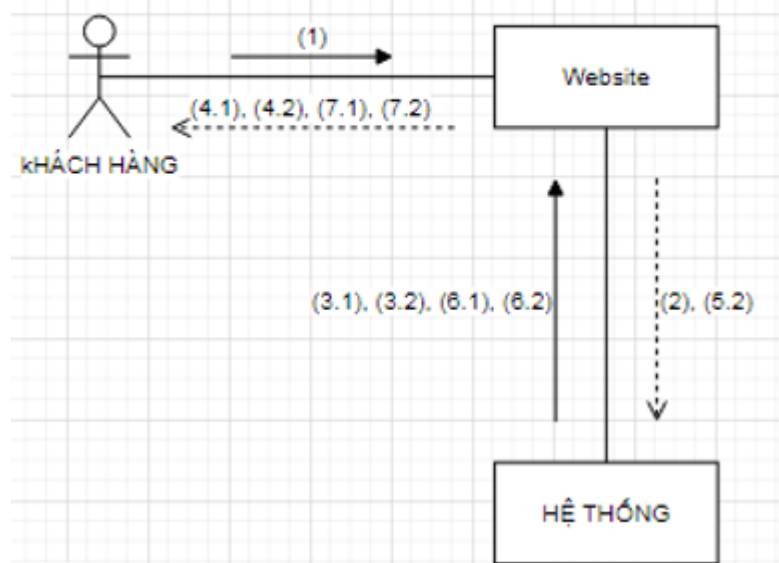 (1)
Website
(4.1), (4.2), (7.1), (7.2)
kHÁCH HÀNG
(3.1), (3.2), (6.1), (6.2)
(2), (5.2)
HỆ THỐNG